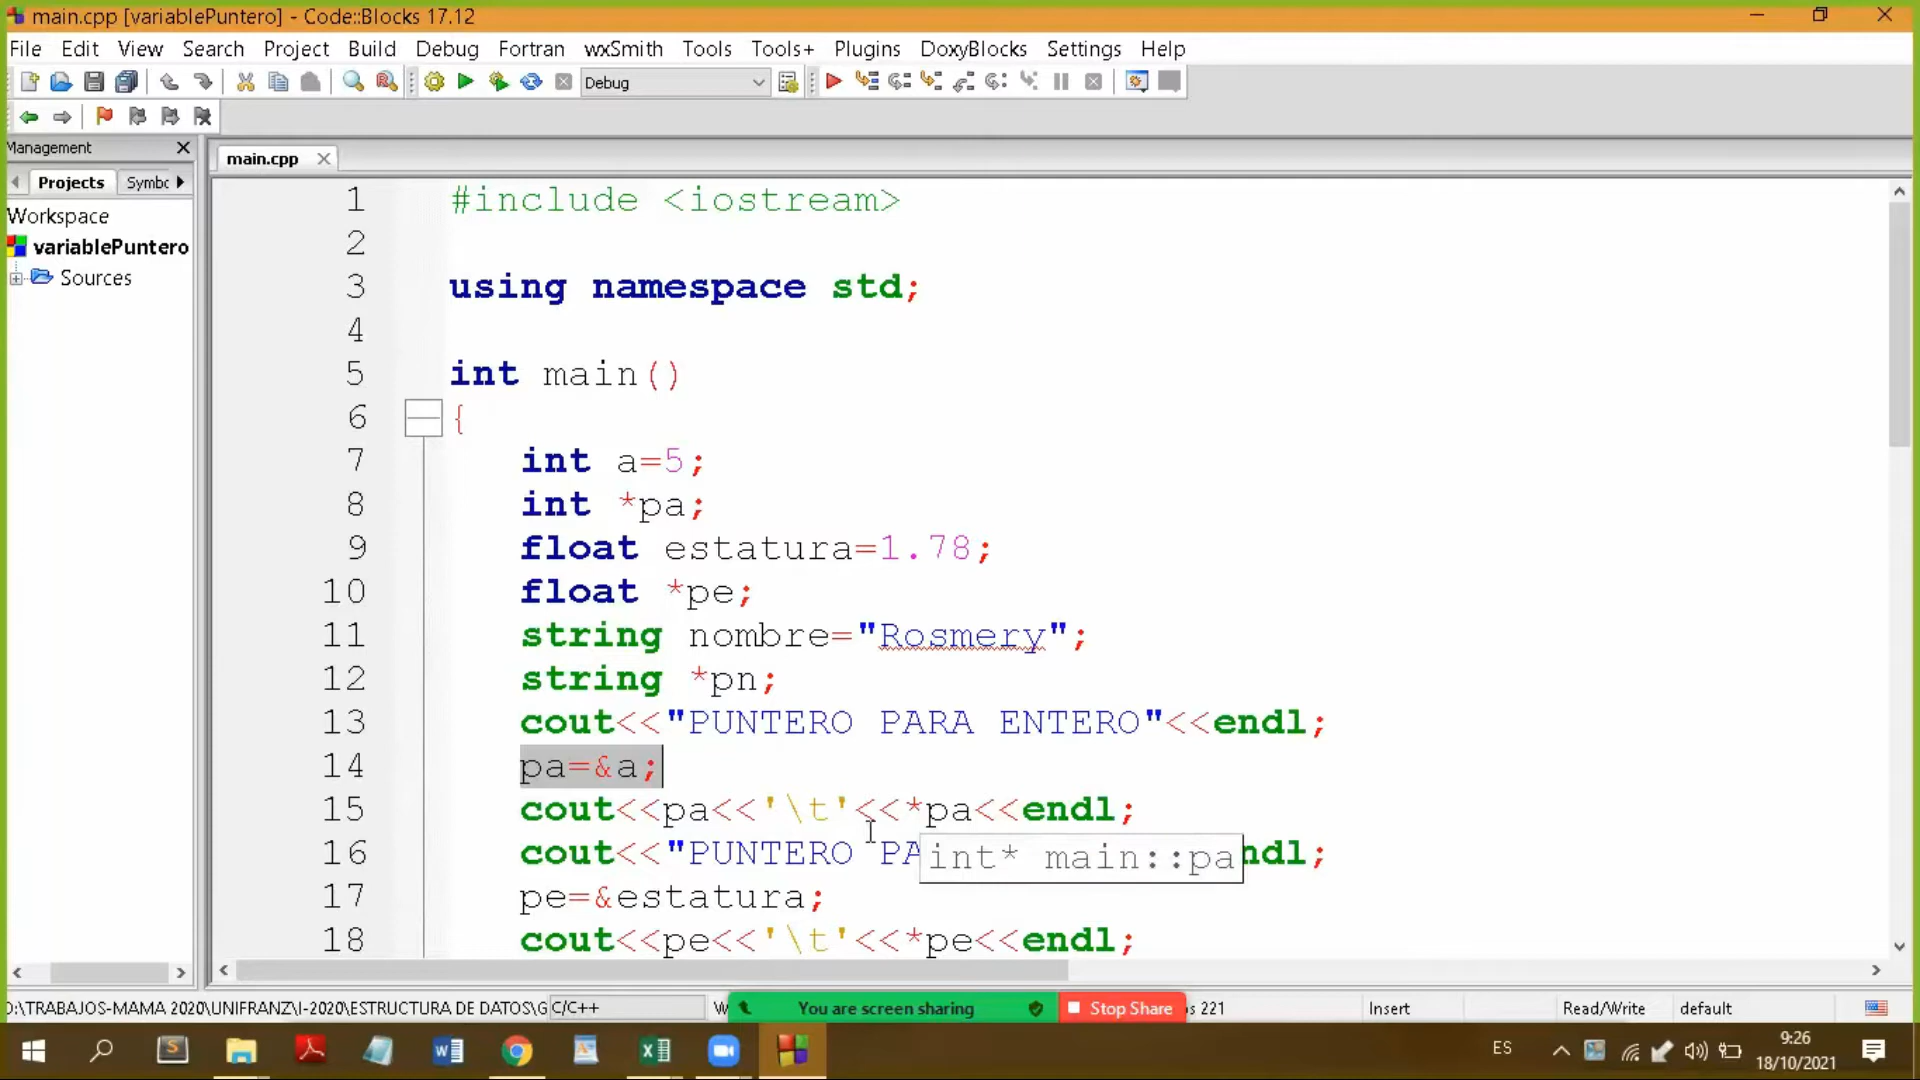 main.cpp [variablePuntero] - Code::Blocks 17.12
File Edit View Search Project Build Debug Fortran wxSmith Tools Tools+ Plugins DoxyBlocks Settings Help
Debug
Management
main.cpp
Projects Symbc
Workspace
variablePuntero
Sources
1 #include <iostream>
2
3 using namespace std;
4
5 int main()
6 {
7 int a=5;
8 int *pa;
9 float estatura=1.78;
10 float *pe;
11 string nombre="Rosmery";
12 string *pn;
13 cout<<"PUNTERO PARA ENTERO"<<endl;
14 pa=&a;
15 cout<<pa<<'\t'<<*pa<<endl;
16 cout<<"PUNTERO PA ndl;
int* main::pa
17 pe=&estatura;
18 cout<<pe<<'\t'<<*pe<<endl;
D:\TRABAJOS-MAMA 2020\UNIFRANZ\I-2020\ESTRUCTURA DE DATOS\G C/C++ W You are screen sharing Stop Share s 221 Insert Read/Write default
ES 9:26
18/10/2021